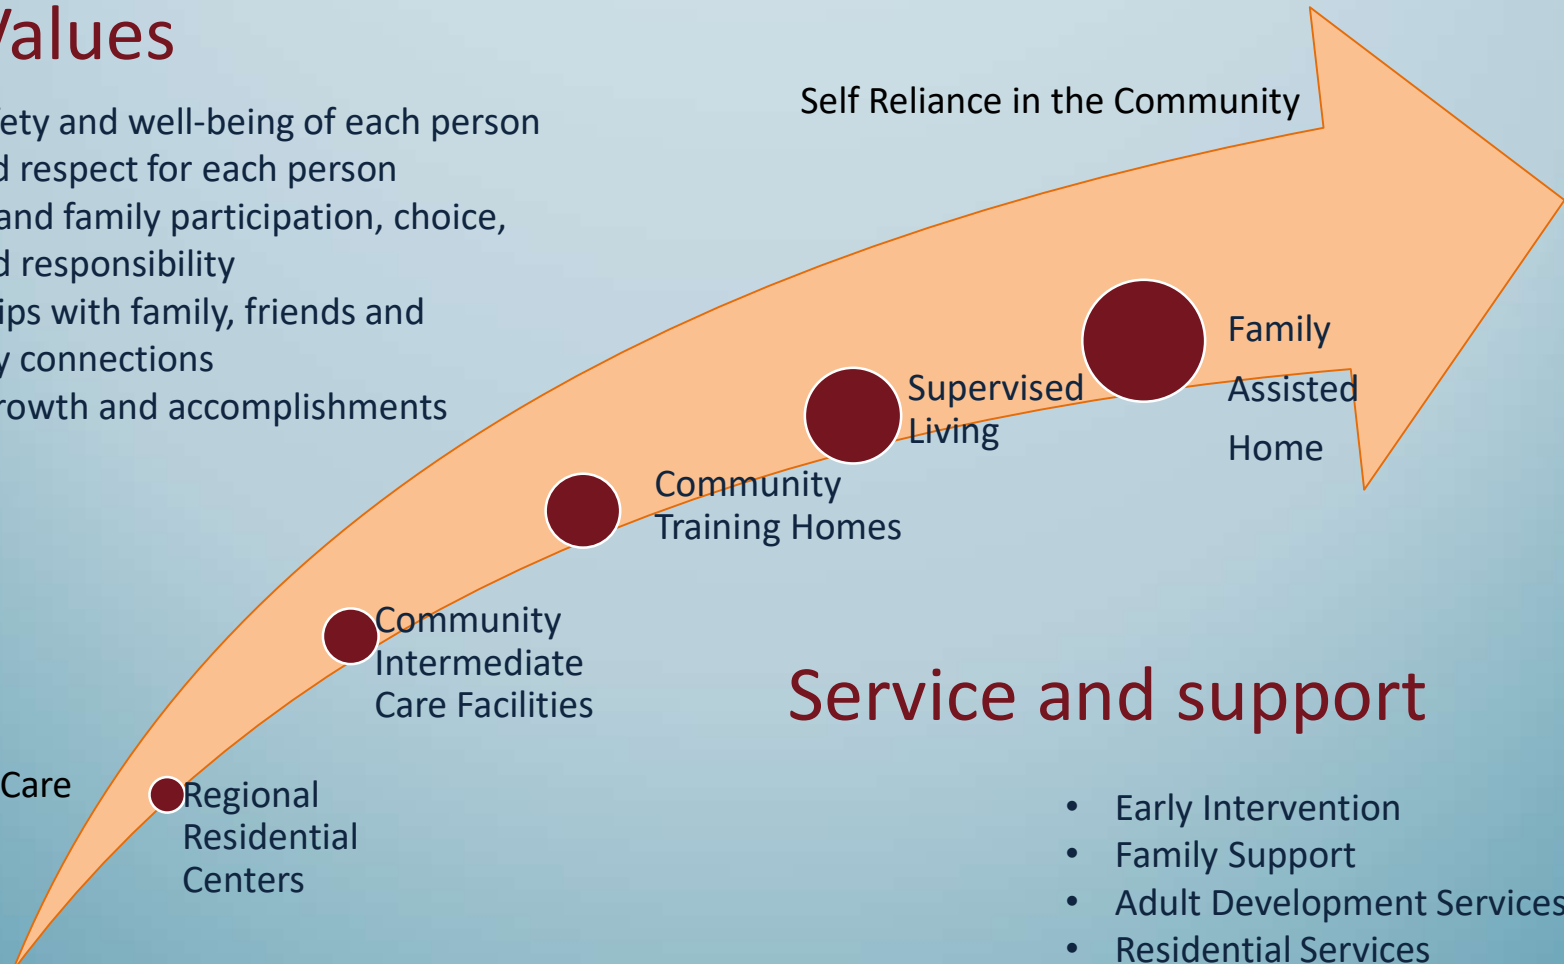 Values
ety and well-being of each person
d respect for each person
and family participation, choice,
d responsibility
ips with family, friends and
y connections
rowth and accomplishments
Self Reliance in the Community
Family
Assisted
Home
Supervised
Living
Community
Training Homes
Community
Intermediate
Care Facilities
Care
Regional
Residential
Centers
Service and support
• Early Intervention
• Family Support
• Adult Development Services
• Residential Services